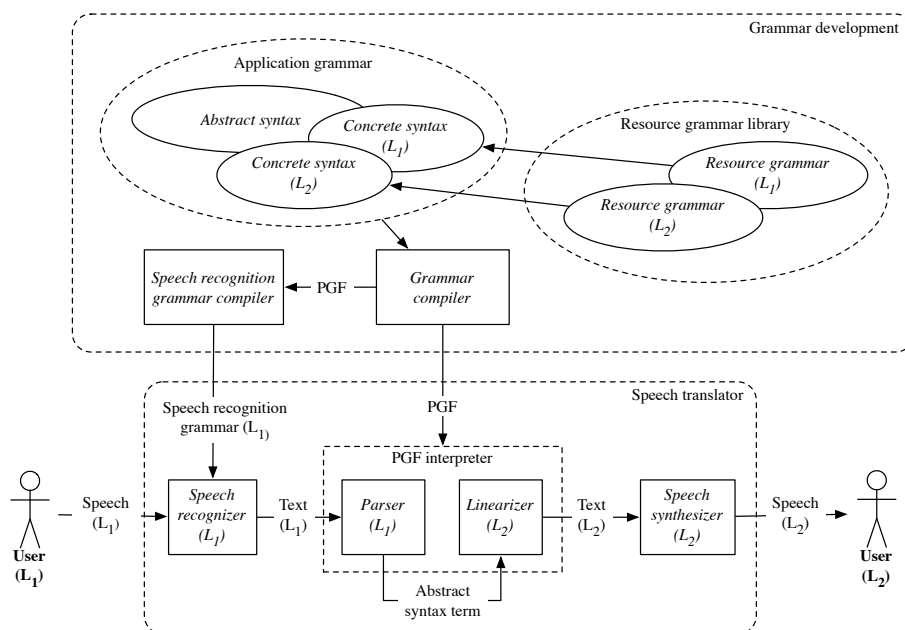 Grammar development
Application grammar
Abstract syntax
Concrete syntax
(L1)
Concrete syntax
(L2)
Resource grammar library
Resource grammar
(L1)
Resource grammar
(L2)
Speech recognition
grammar compiler
PGF
Grammar
compiler
Speech translator
Speech recognition
grammar (L1)
PGF
PGF interpreter
User
(L1)
Speech
(L1)
Speech
recognizer
(L1)
Text
(L1)
Parser
(L1)
Linearizer
(L2)
Text
(L2)
Speech
synthesizer
(L2)
Speech
(L2)
User
(L2)
Abstract
syntax term